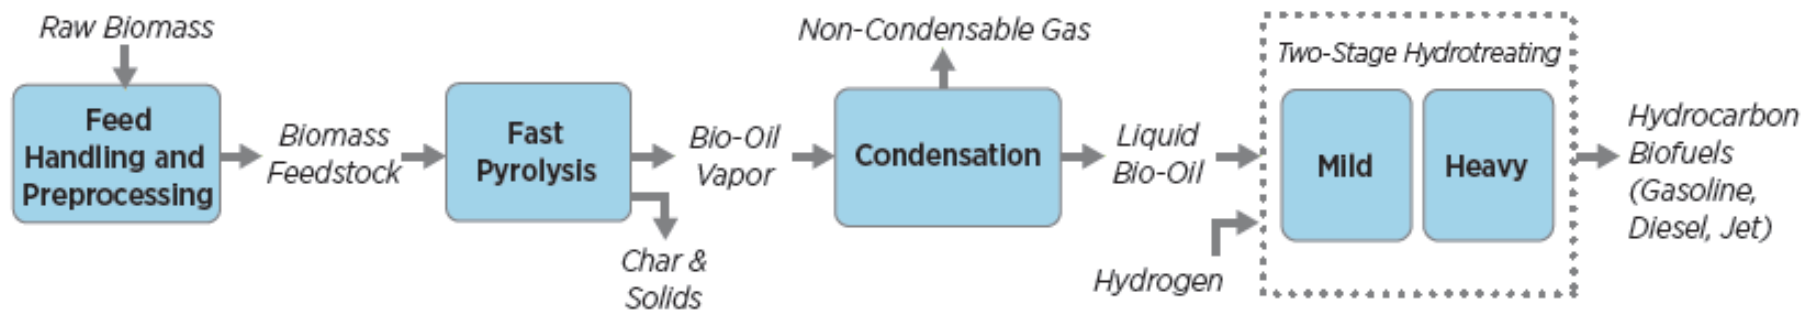 Raw Biomass
Feed
Handling and
Preprocessing
Biomass
Feedstock
Fast
Pyrolysis
Bio-Oil
Vapor
Char &
Solids
Non-Condensable Gas
Condensation
Liquid
Bio-Oil
Hydrogen
Two-Stage Hydrotreating
Mild
Heavy
Hydrocarbon
Biofuels
(Gasoline,
Diesel, Jet)